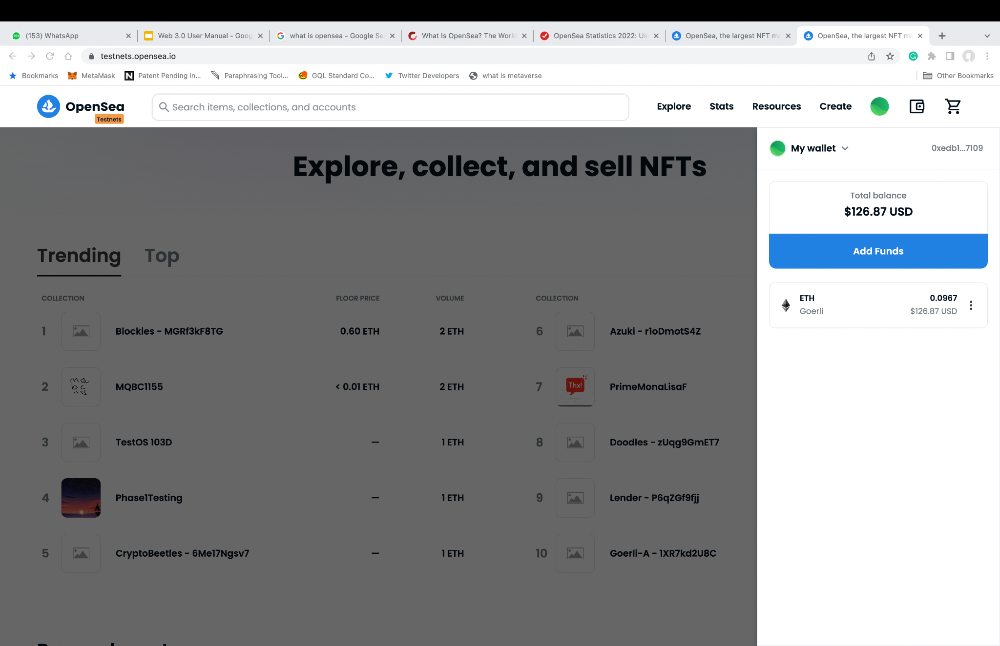 (153) WhatsApp
Web 3.0 User Manual - Goog
what is opensea - Google Se
What Is OpenSea? The World
OpenSea Statistics 2022: Us
OpenSea, the largest NFT ma
OpenSea, the largest NFT ma
testnets.opensea.io
Bookmarks
MetaMask
Patent Pending in...
Paraphrasing Tool...
GQL Standard Co...
Twitter Developers
what is metaverse
Other Bookmarks
OpenSea
Testnets
Search items, collections, and accounts
Explore
Stats
Resources
Create
Explore, collect, and sell NFTs
Trending
Top
COLLECTION FLOOR PRICE VOLUME
1 Blockies - MGRf3kF8TG 0.60 ETH 2 ETH
2 MQBC1155 < 0.01 ETH 2 ETH
MQ
bC
1155
3 TestOS 103D — 1 ETH
4 Phase1Testing — 1 ETH
5 CryptoBeetles - 6Me17Ngsv7 — 1 ETH
COLLECTION
6 Azuki - r1oDmotS4Z
7 PrimeMonaLisaF
Thx!
8 Doodles - zUqg9GmET7
9 Lender - P6qZGf9fjj
10 Goerli-A - 1XR7kd2U8C
My wallet
0xedb1...7109
Total balance
$126.87 USD
Add Funds
ETH 0.0967
Goerli $126.87 USD